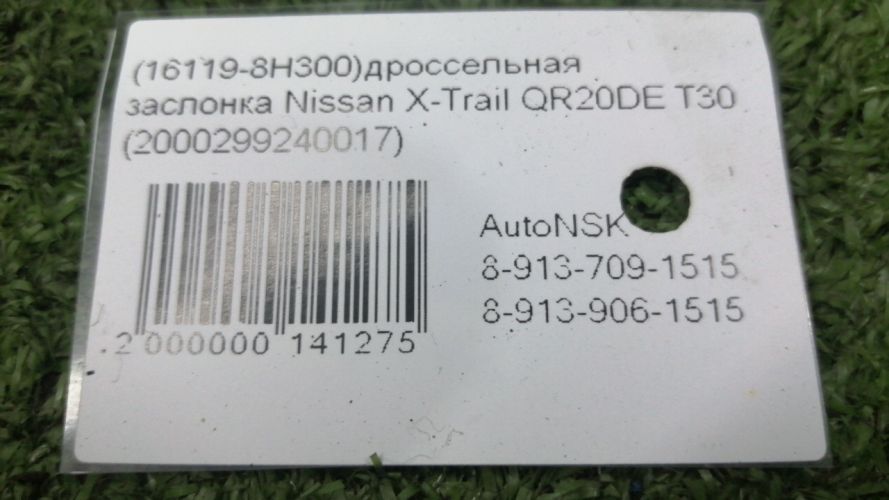 (16119-8H300)дроссельная
заслонка Nissan X-Trail QR20DE T30
(2000299240017)
AutoNSK
8-913-709-1515
8-913-906-1515
2 000000 141275